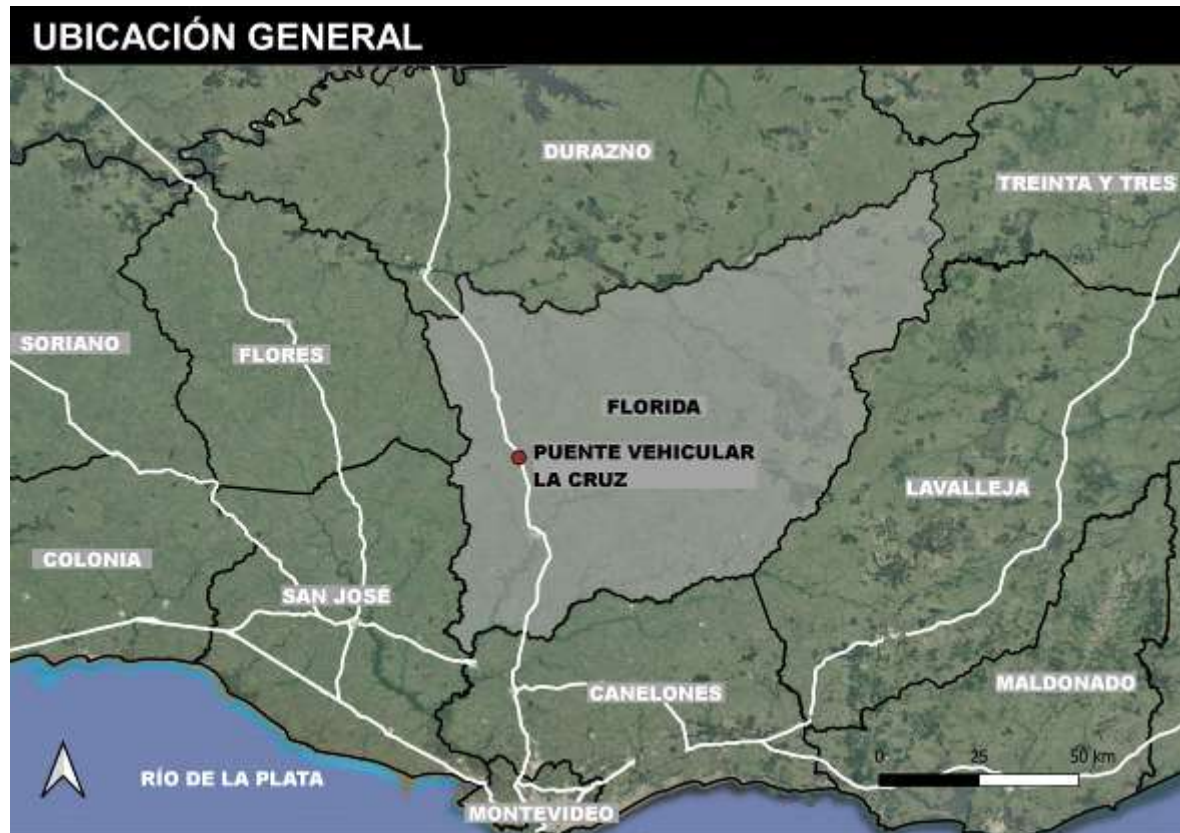 UBICACIÓN GENERAL
DURAZNO
TREINTA Y TRES
SORIANO
FLORES
FLORIDA
PUENTE VEHICULAR
LA CRUZ
LAVALLEJA
COLONIA
SAN JOSÉ
CANELONES
MALDONADO
0 25 50 km
RÍO DE LA PLATA
MONTEVIDEO